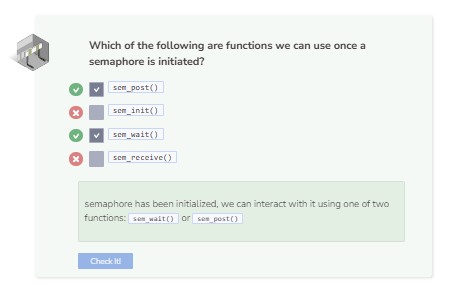 Which of the following are functions we can use once a
semaphore is initiated?
sem_post()
sem_init()
sem_wait()
sem_receive()
semaphore has been initialized, we can interact with it using one of two
functions: sem_wait() or sem_post()
Check It!